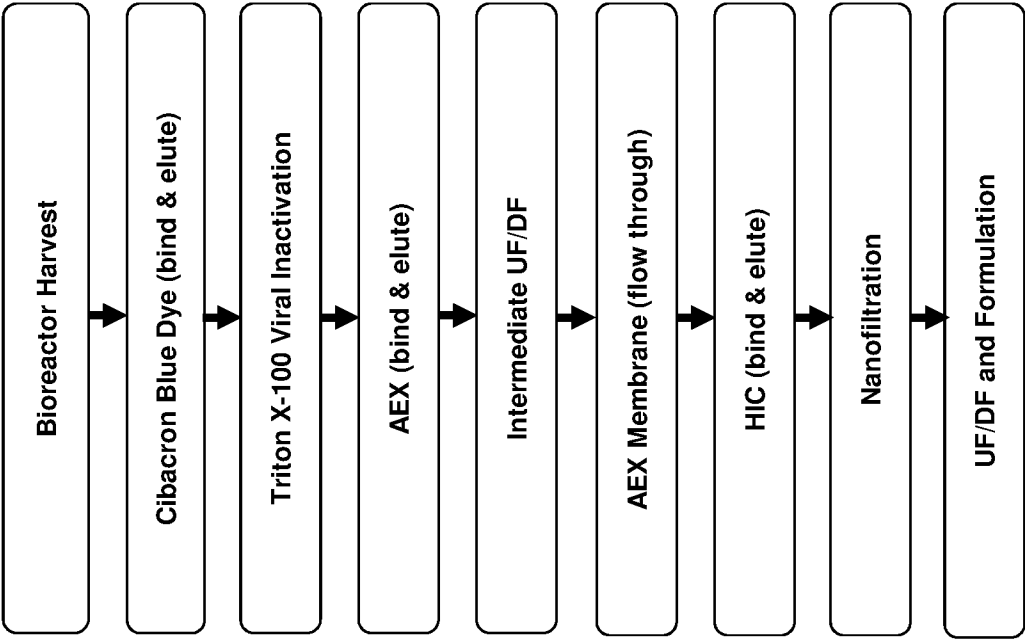 Bioreactor Harvest
Cibacron Blue Dye (bind & elute)
Triton X-100 Viral Inactivation
AEX (bind & elute)
Intermediate UF/DF
AEX Membrane (flow through)
HIC (bind & elute)
Nanofiltration
UF/DF and Formulation